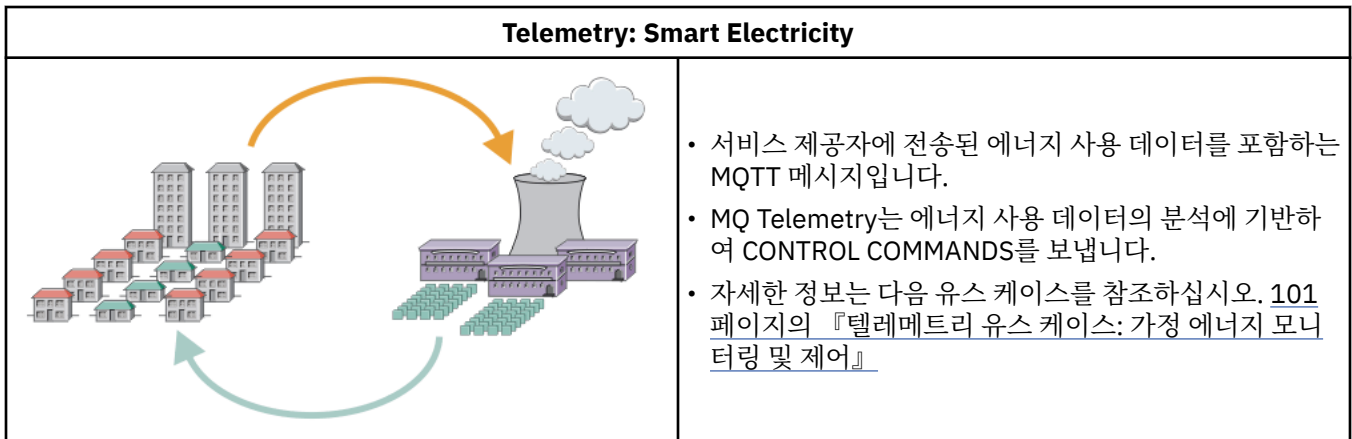 Telemetry: Smart Electricity
• 서비스 제공자에 전송된 에너지 사용 데이터를 포함하는
MQTT 메시지입니다.
• MQ Telemetry는 에너지 사용 데이터의 분석에 기반하
여 CONTROL COMMANDS를 보냅니다.
• 자세한 정보는 다음 유스 케이스를 참조하십시오. 101
페이지의 『텔레메트리 유스 케이스: 가정 에너지 모니
터링 및 제어』